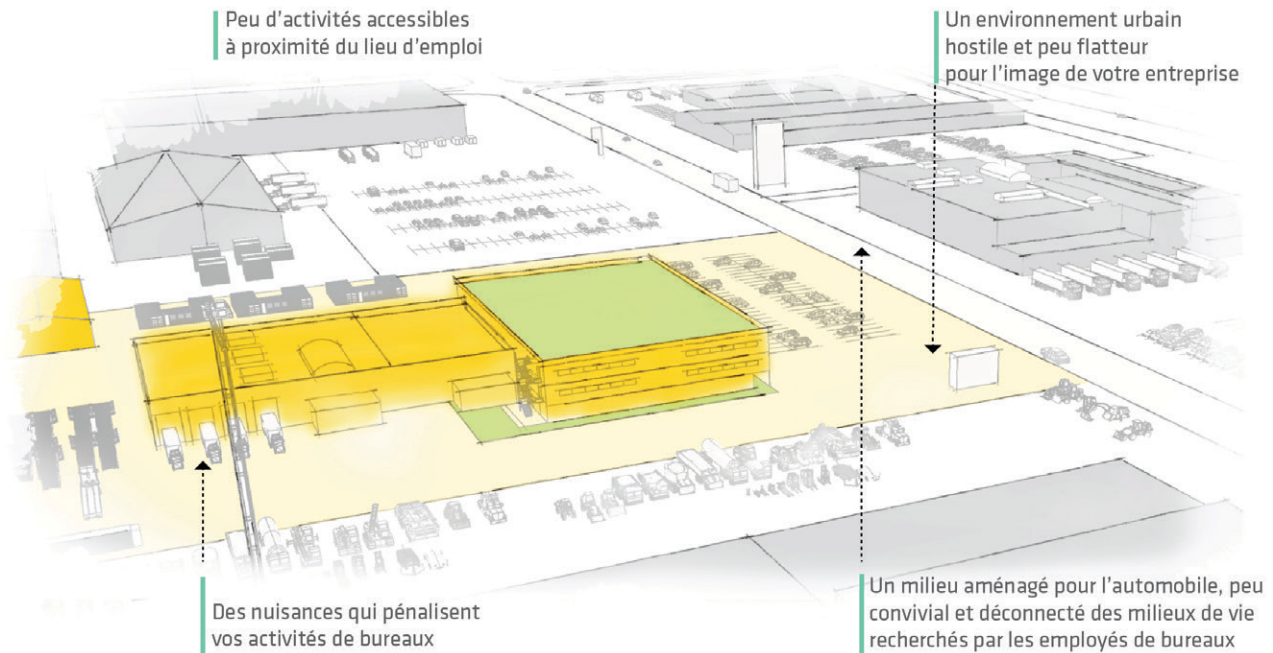 Peu d’activités accessibles
à proximité du lieu d’emploi
Un environnement urbain
hostile et peu flatteur
pour l’image de votre entreprise
Des nuisances qui pénalisent
vos activités de bureaux
Un milieu aménagé pour l’automobile, peu
convivial et déconnecté des milieux de vie
recherchés par les employés de bureaux